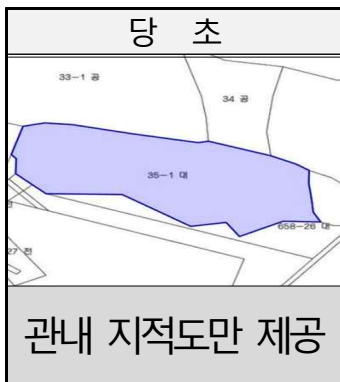 당 초
33-1 공
34 공
35-1 대
658-26 대
27 전
관내 지적도만 제공